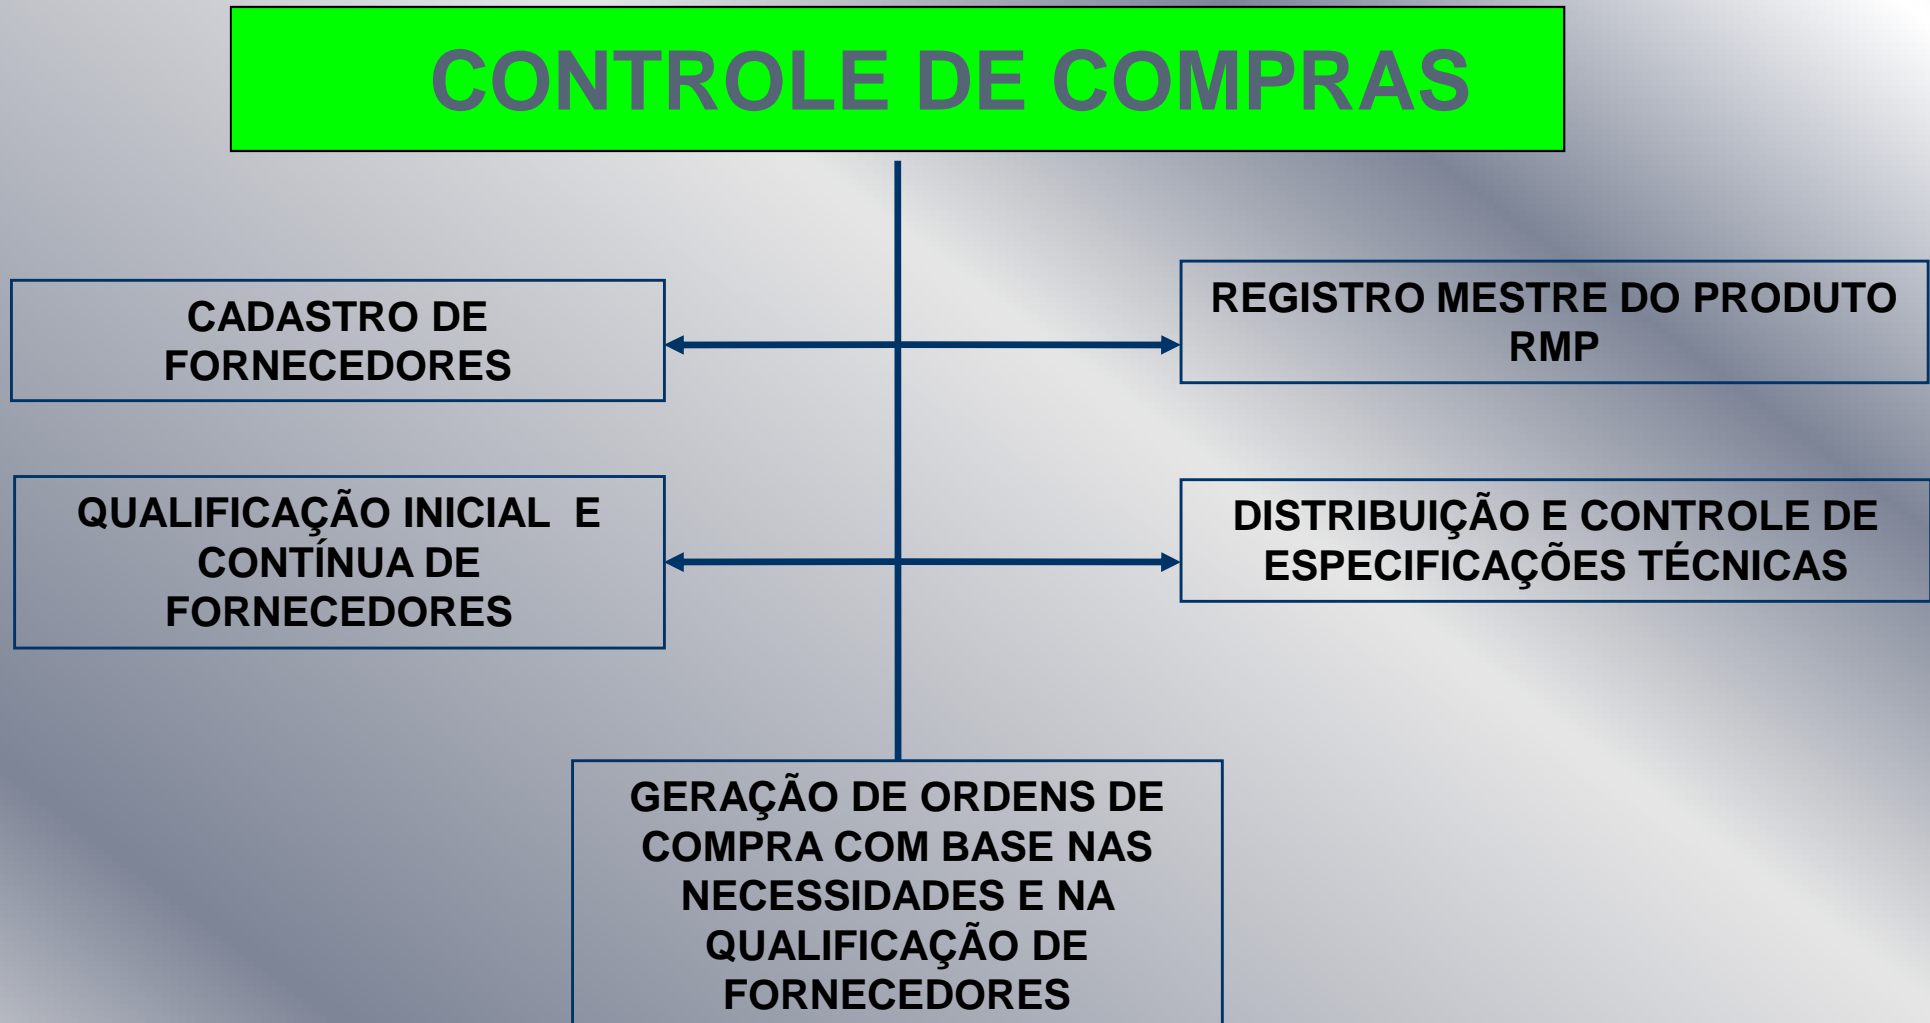 CONTROLE DE COMPRAS
CADASTRO DE
FORNECEDORES
REGISTRO MESTRE DO PRODUTO
RMP
QUALIFICAÇÃO INICIAL  E
CONTÍNUA DE
FORNECEDORES
DISTRIBUIÇÃO E CONTROLE DE
ESPECIFICAÇÕES TÉCNICAS
GERAÇÃO DE ORDENS DE
COMPRA COM BASE NAS
NECESSIDADES E NA
QUALIFICAÇÃO DE
FORNECEDORES